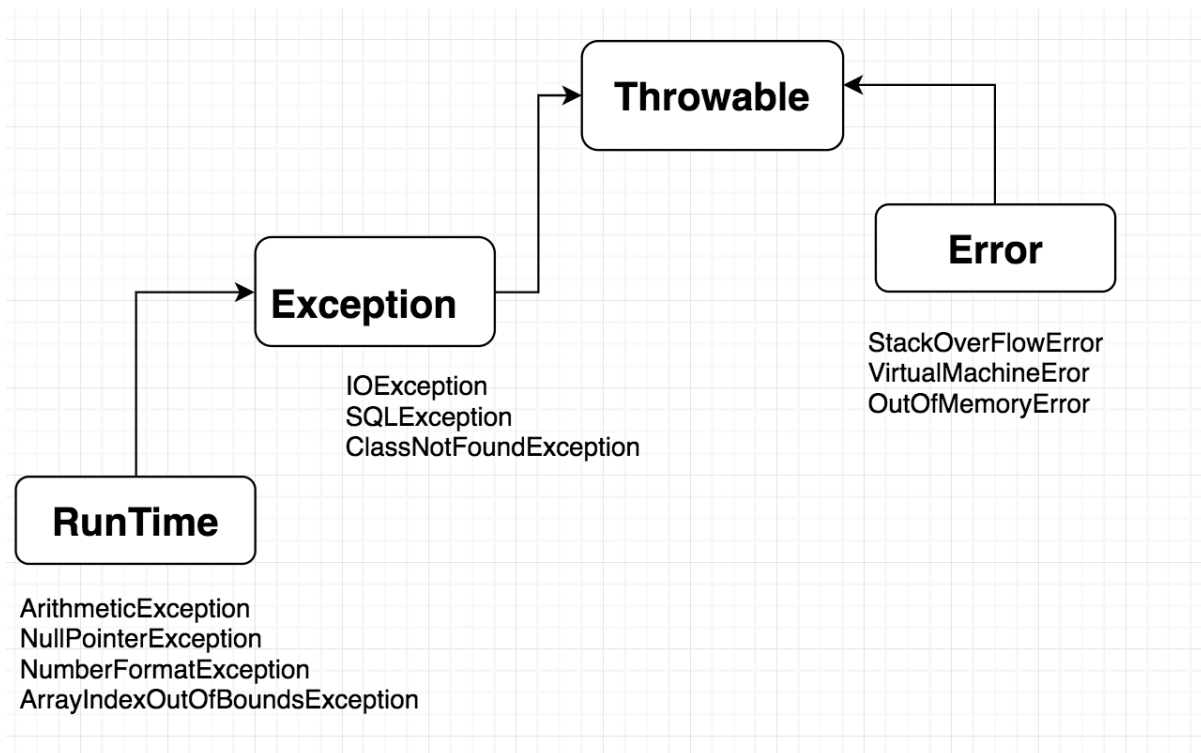 Throwable
Error
Exception
StackOverFlowError
VirtualMachineEror
OutOfMemoryError
IOException
SQLException
ClassNotFoundException
RunTime
ArithmeticException
NullPointerException
NumberFormatException
ArrayIndexOutOfBoundsException